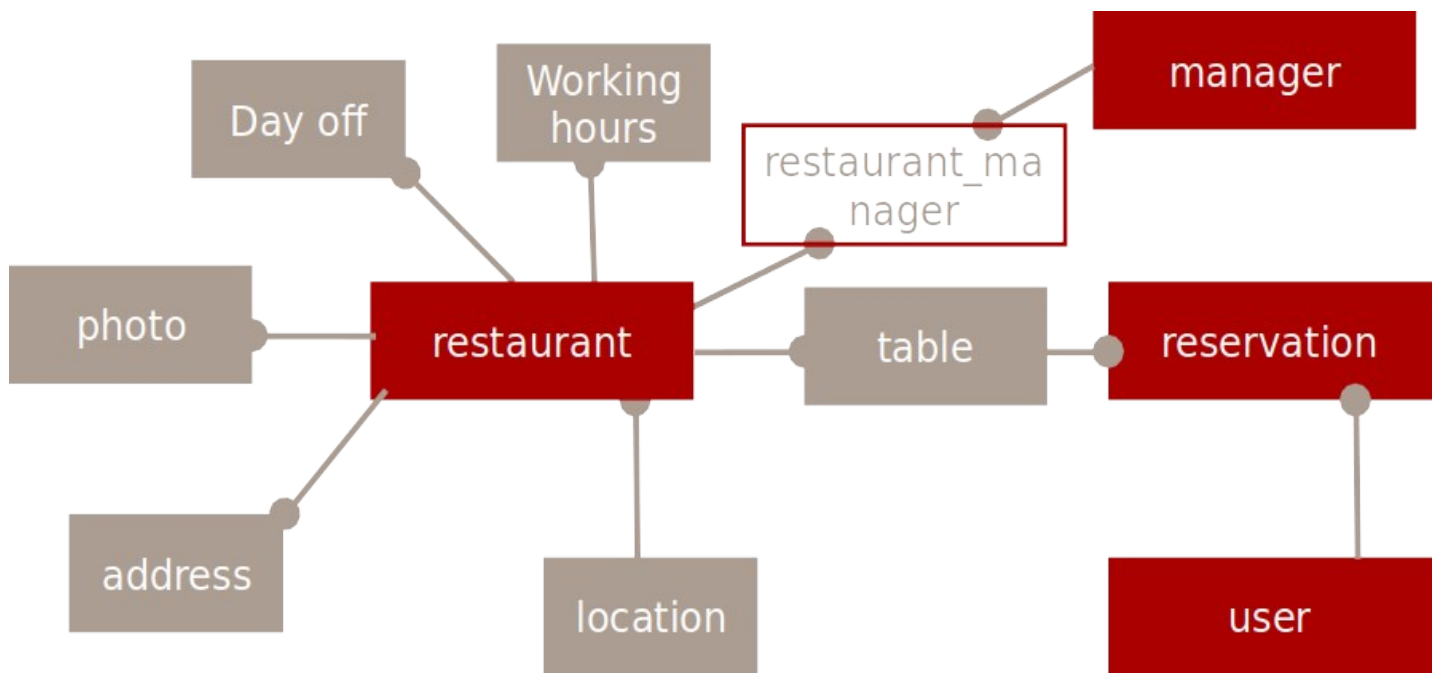 Day off
Working
hours
manager
restaurant_ma
nager
photo
restaurant
table
reservation
address
location
user